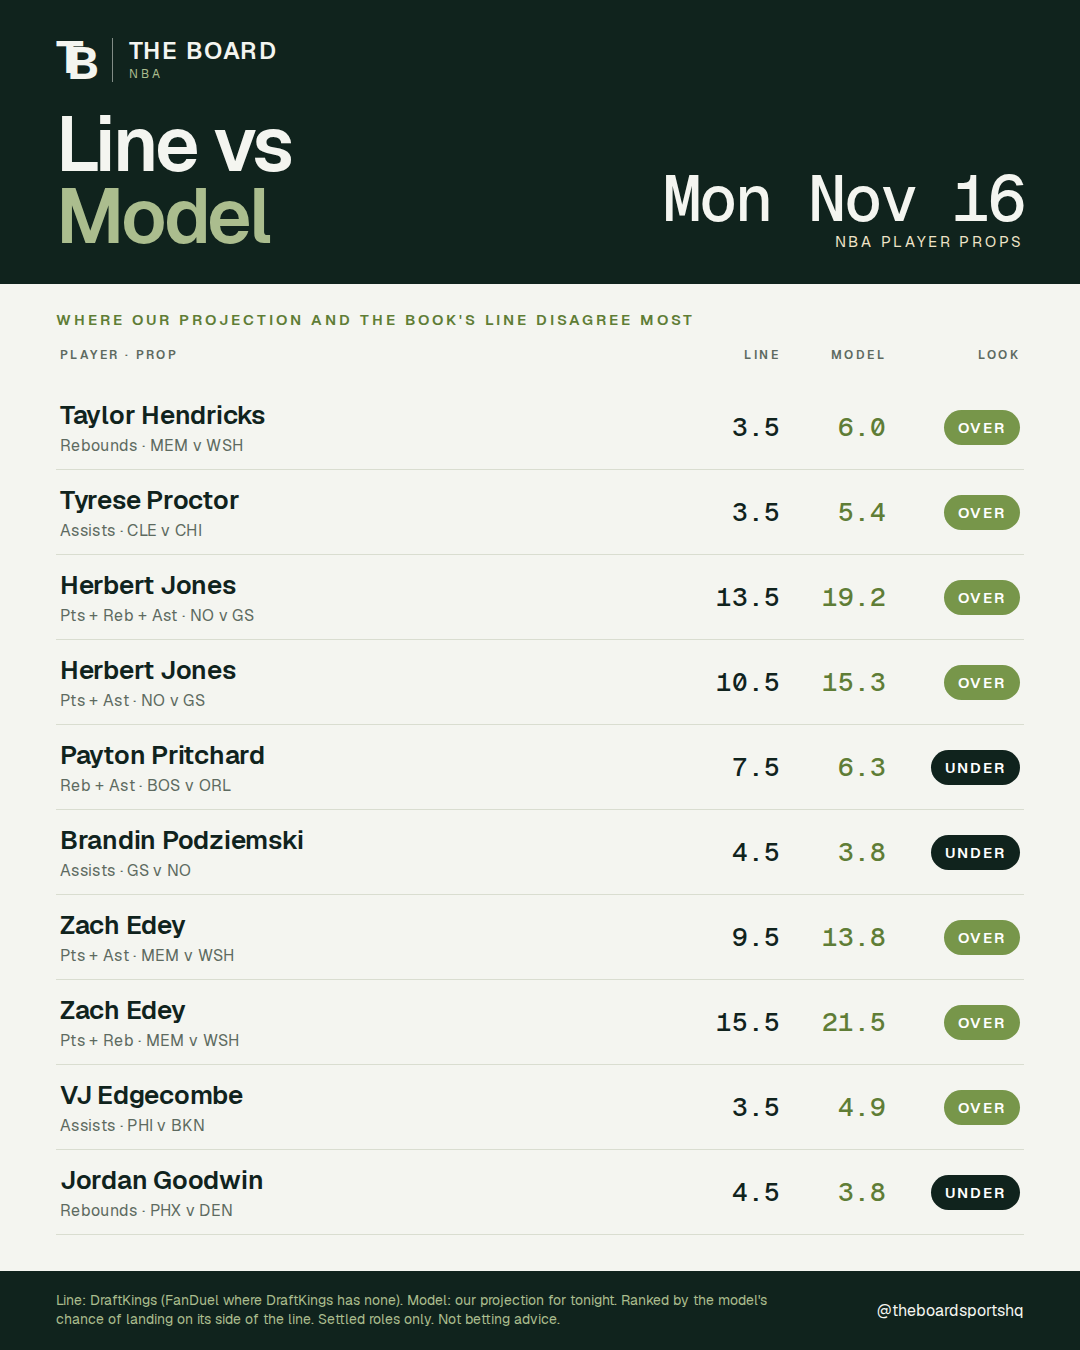 TB
THE BOARD
NBA
Line vs
Model
Mon Nov 16
NBA PLAYER PROPS
WHERE OUR PROJECTION AND THE BOOK'S LINE DISAGREE MOST
PLAYER · PROP LINE MODEL LOOK
Taylor Hendricks
Rebounds · MEM v WSH
3.5 6.0 OVER
Tyrese Proctor
Assists · CLE v CHI
3.5 5.4 OVER
Herbert Jones
Pts + Reb + Ast · NO v GS
13.5 19.2 OVER
Herbert Jones
Pts + Ast · NO v GS
10.5 15.3 OVER
Payton Pritchard
Reb + Ast · BOS v ORL
7.5 6.3 UNDER
Brandin Podziemski
Assists · GS v NO
4.5 3.8 UNDER
Zach Edey
Pts + Ast · MEM v WSH
9.5 13.8 OVER
Zach Edey
Pts + Reb · MEM v WSH
15.5 21.5 OVER
VJ Edgecombe
Assists · PHI v BKN
3.5 4.9 OVER
Jordan Goodwin
Rebounds · PHX v DEN
4.5 3.8 UNDER
Line: DraftKings (FanDuel where DraftKings has none). Model: our projection for tonight. Ranked by the model's
chance of landing on its side of the line. Settled roles only. Not betting advice.
@theboardsportshq